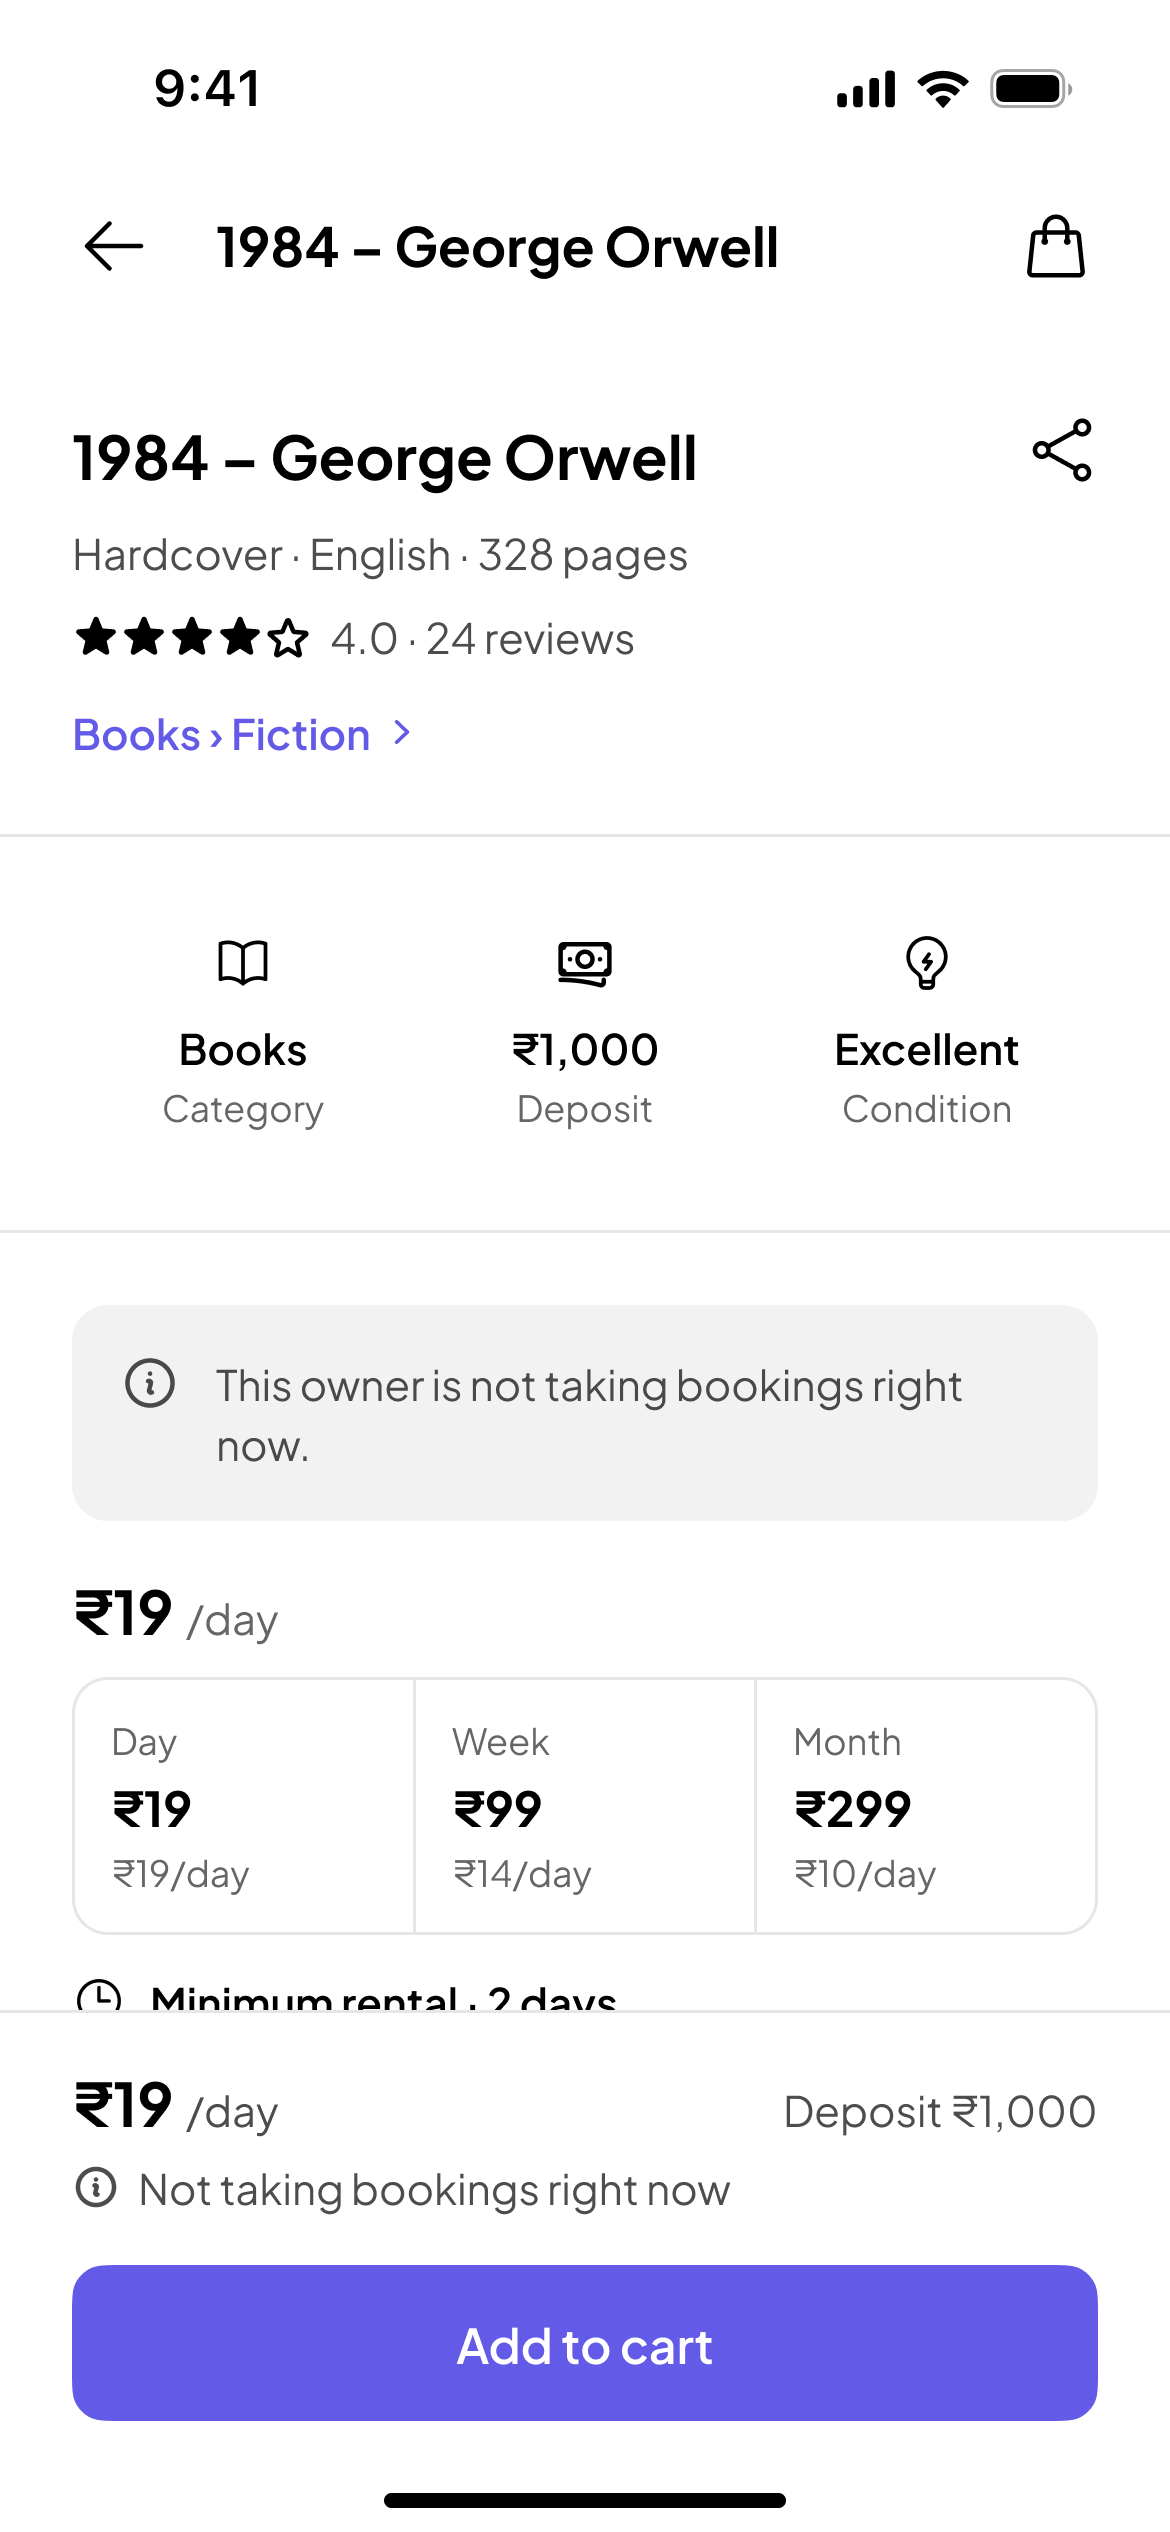 9:41
1984 – George Orwell
1984 – George Orwell
Hardcover · English · 328 pages
4.0 · 24 reviews
Books › Fiction
Books
Category
₹1,000
Deposit
Excellent
Condition
This owner is not taking bookings right
now.
₹19 /day
Day
₹19
₹19/day
Week
₹99
₹14/day
Month
₹299
₹10/day
Minimum rental · 2 days
₹19 /day
Deposit ₹1,000
Not taking bookings right now
Add to cart